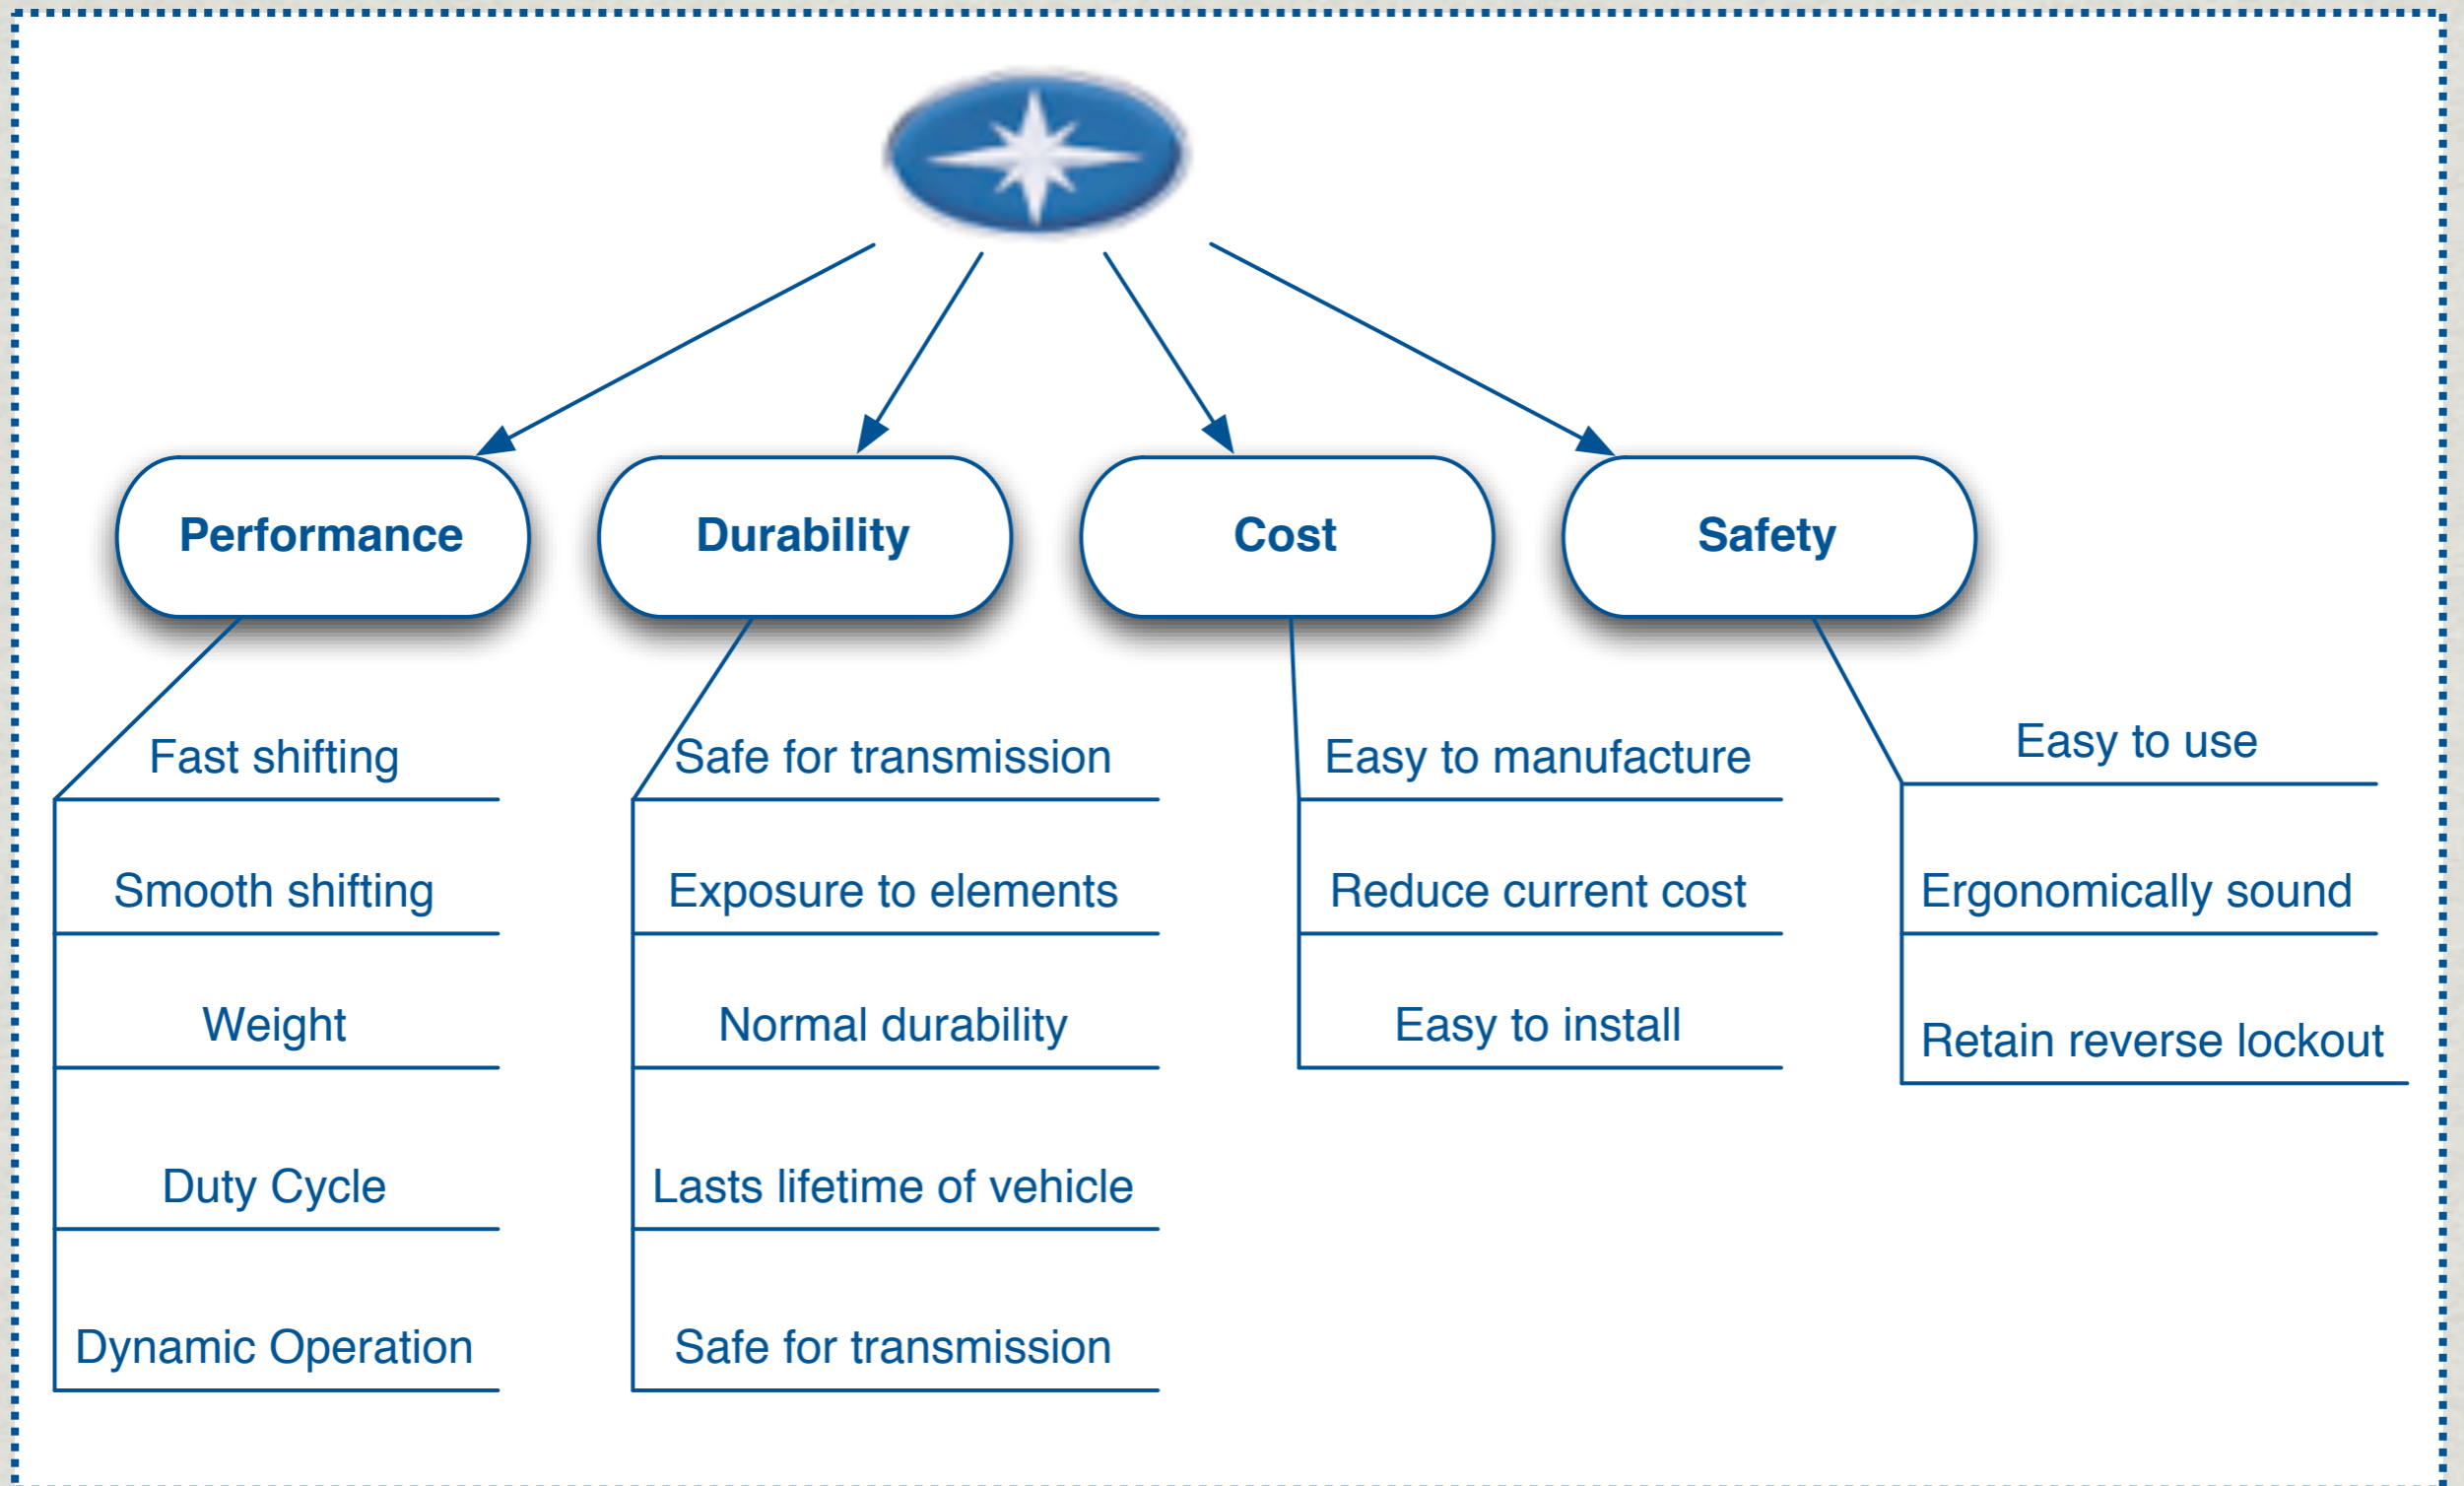 Performance
Durability
Cost
Safety
Fast shifting
Smooth shifting
Weight
Duty Cycle
Dynamic Operation
Safe for transmission
Exposure to elements
Normal durability
Lasts lifetime of vehicle
Safe for transmission
Easy to manufacture
Reduce current cost
Easy to install
Easy to use
Ergonomically sound
Retain reverse lockout